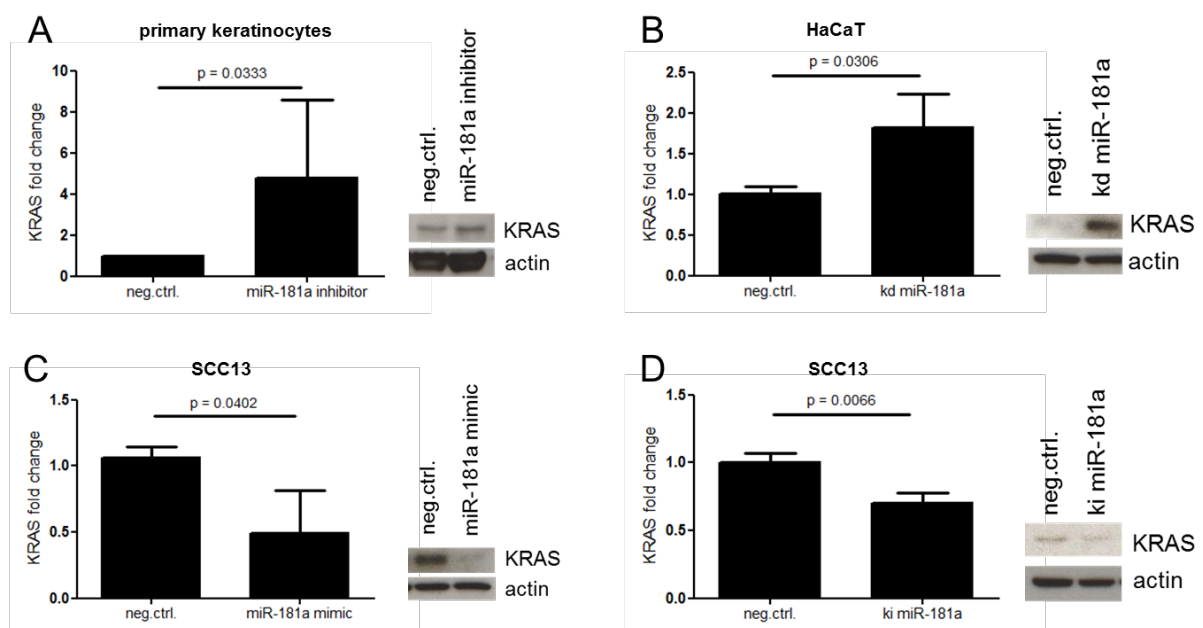 A
primary keratinocytes
p = 0.0333
KRAS fold change
10
8
6
4
2
0
neg.ctrl.
miR-181a inhibitor
neg.ctrl.
miR-181a inhibitor
KRAS
actin
B
HaCaT
p = 0.0306
KRAS fold change
2.5
2.0
1.5
1.0
0.5
0.0
neg.ctrl.
kd miR-181a
neg.ctrl.
kd miR-181a
KRAS
actin
C
SCC13
p = 0.0402
KRAS fold change
1.5
1.0
0.5
0.0
neg.ctrl.
miR-181a mimic
neg.ctrl.
miR-181a mimic
KRAS
actin
D
SCC13
p = 0.0066
KRAS fold change
1.5
1.0
0.5
0.0
neg.ctrl.
ki miR-181a
neg.ctrl.
ki miR-181a
KRAS
actin